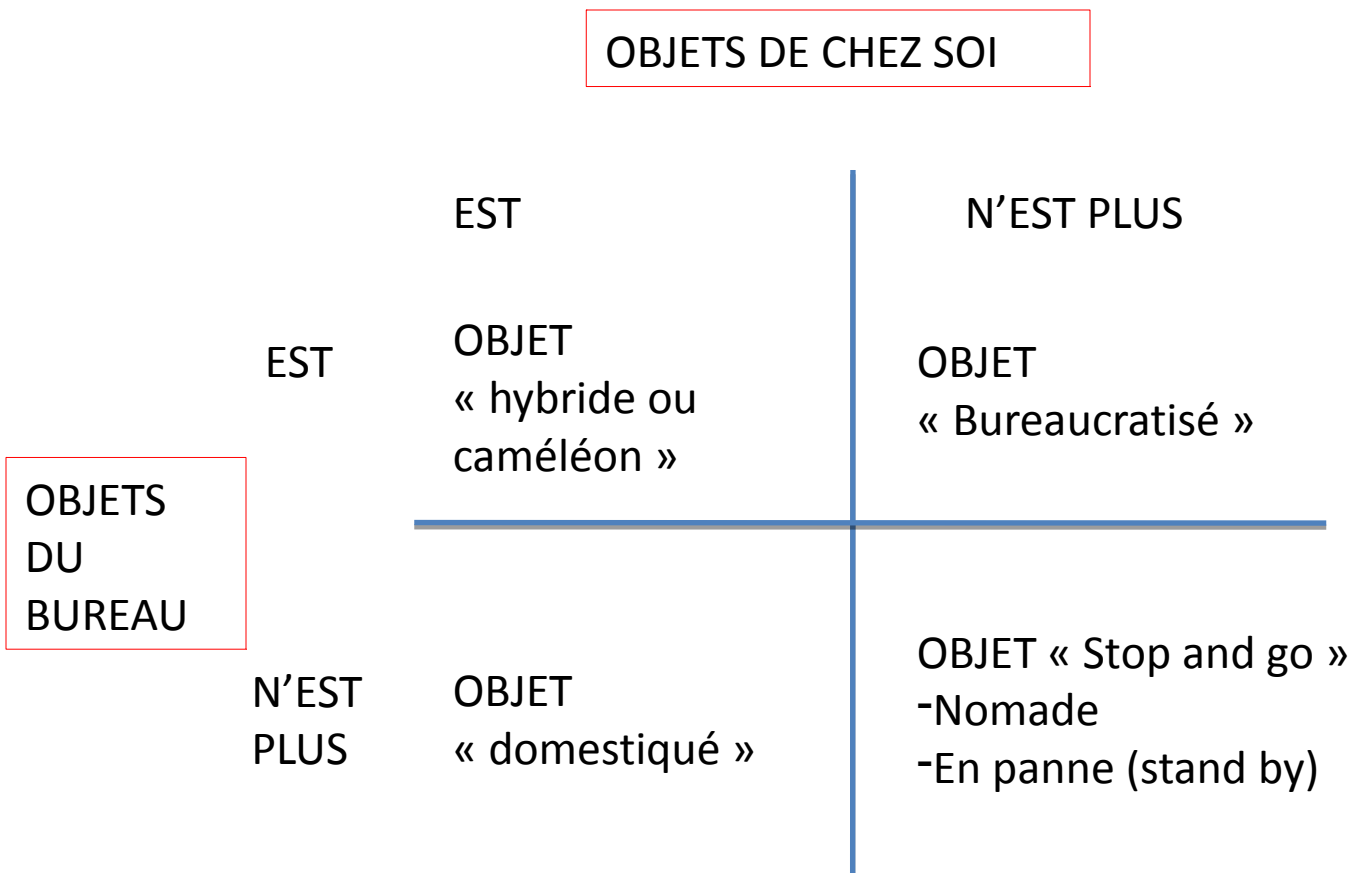 OBJETS DE CHEZ SOI
EST
N’EST PLUS
EST
OBJET
« hybride ou
caméléon »
OBJET
« Bureaucratisé »
OBJETS
DU
BUREAU
N’EST
PLUS
OBJET
« domestiqué »
OBJET « Stop and go »
-Nomade
-En panne (stand by)